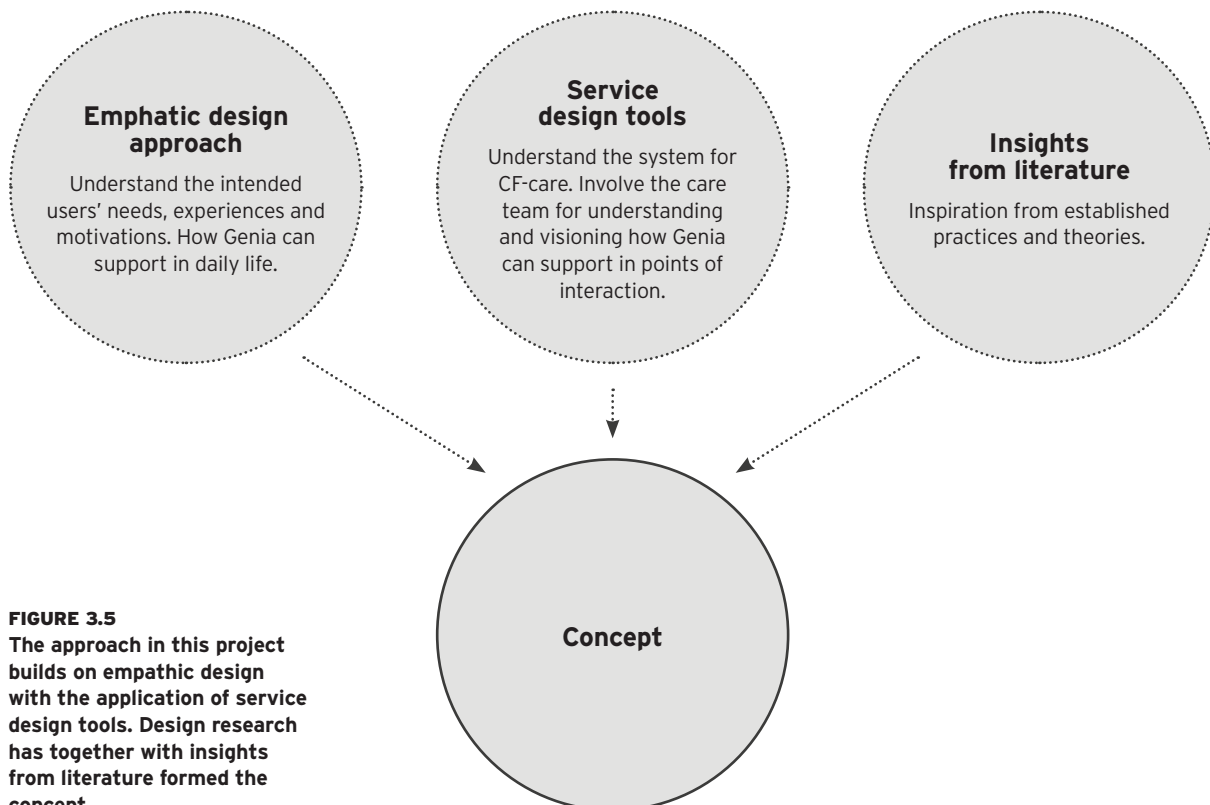 Emphatic design
approach
Understand the intended
users’ needs, experiences and
motivations. How Genia can
support in daily life.
Service
design tools
Understand the system for
CF-care. Involve the care
team for understanding
and visioning how Genia
can support in points of
interaction.
Insights
from literature
Inspiration from established
practices and theories.
Concept
FIGURE 3.5
The approach in this project
builds on empathic design
with the application of service
design tools. Design research
has together with insights
from literature formed the
concept